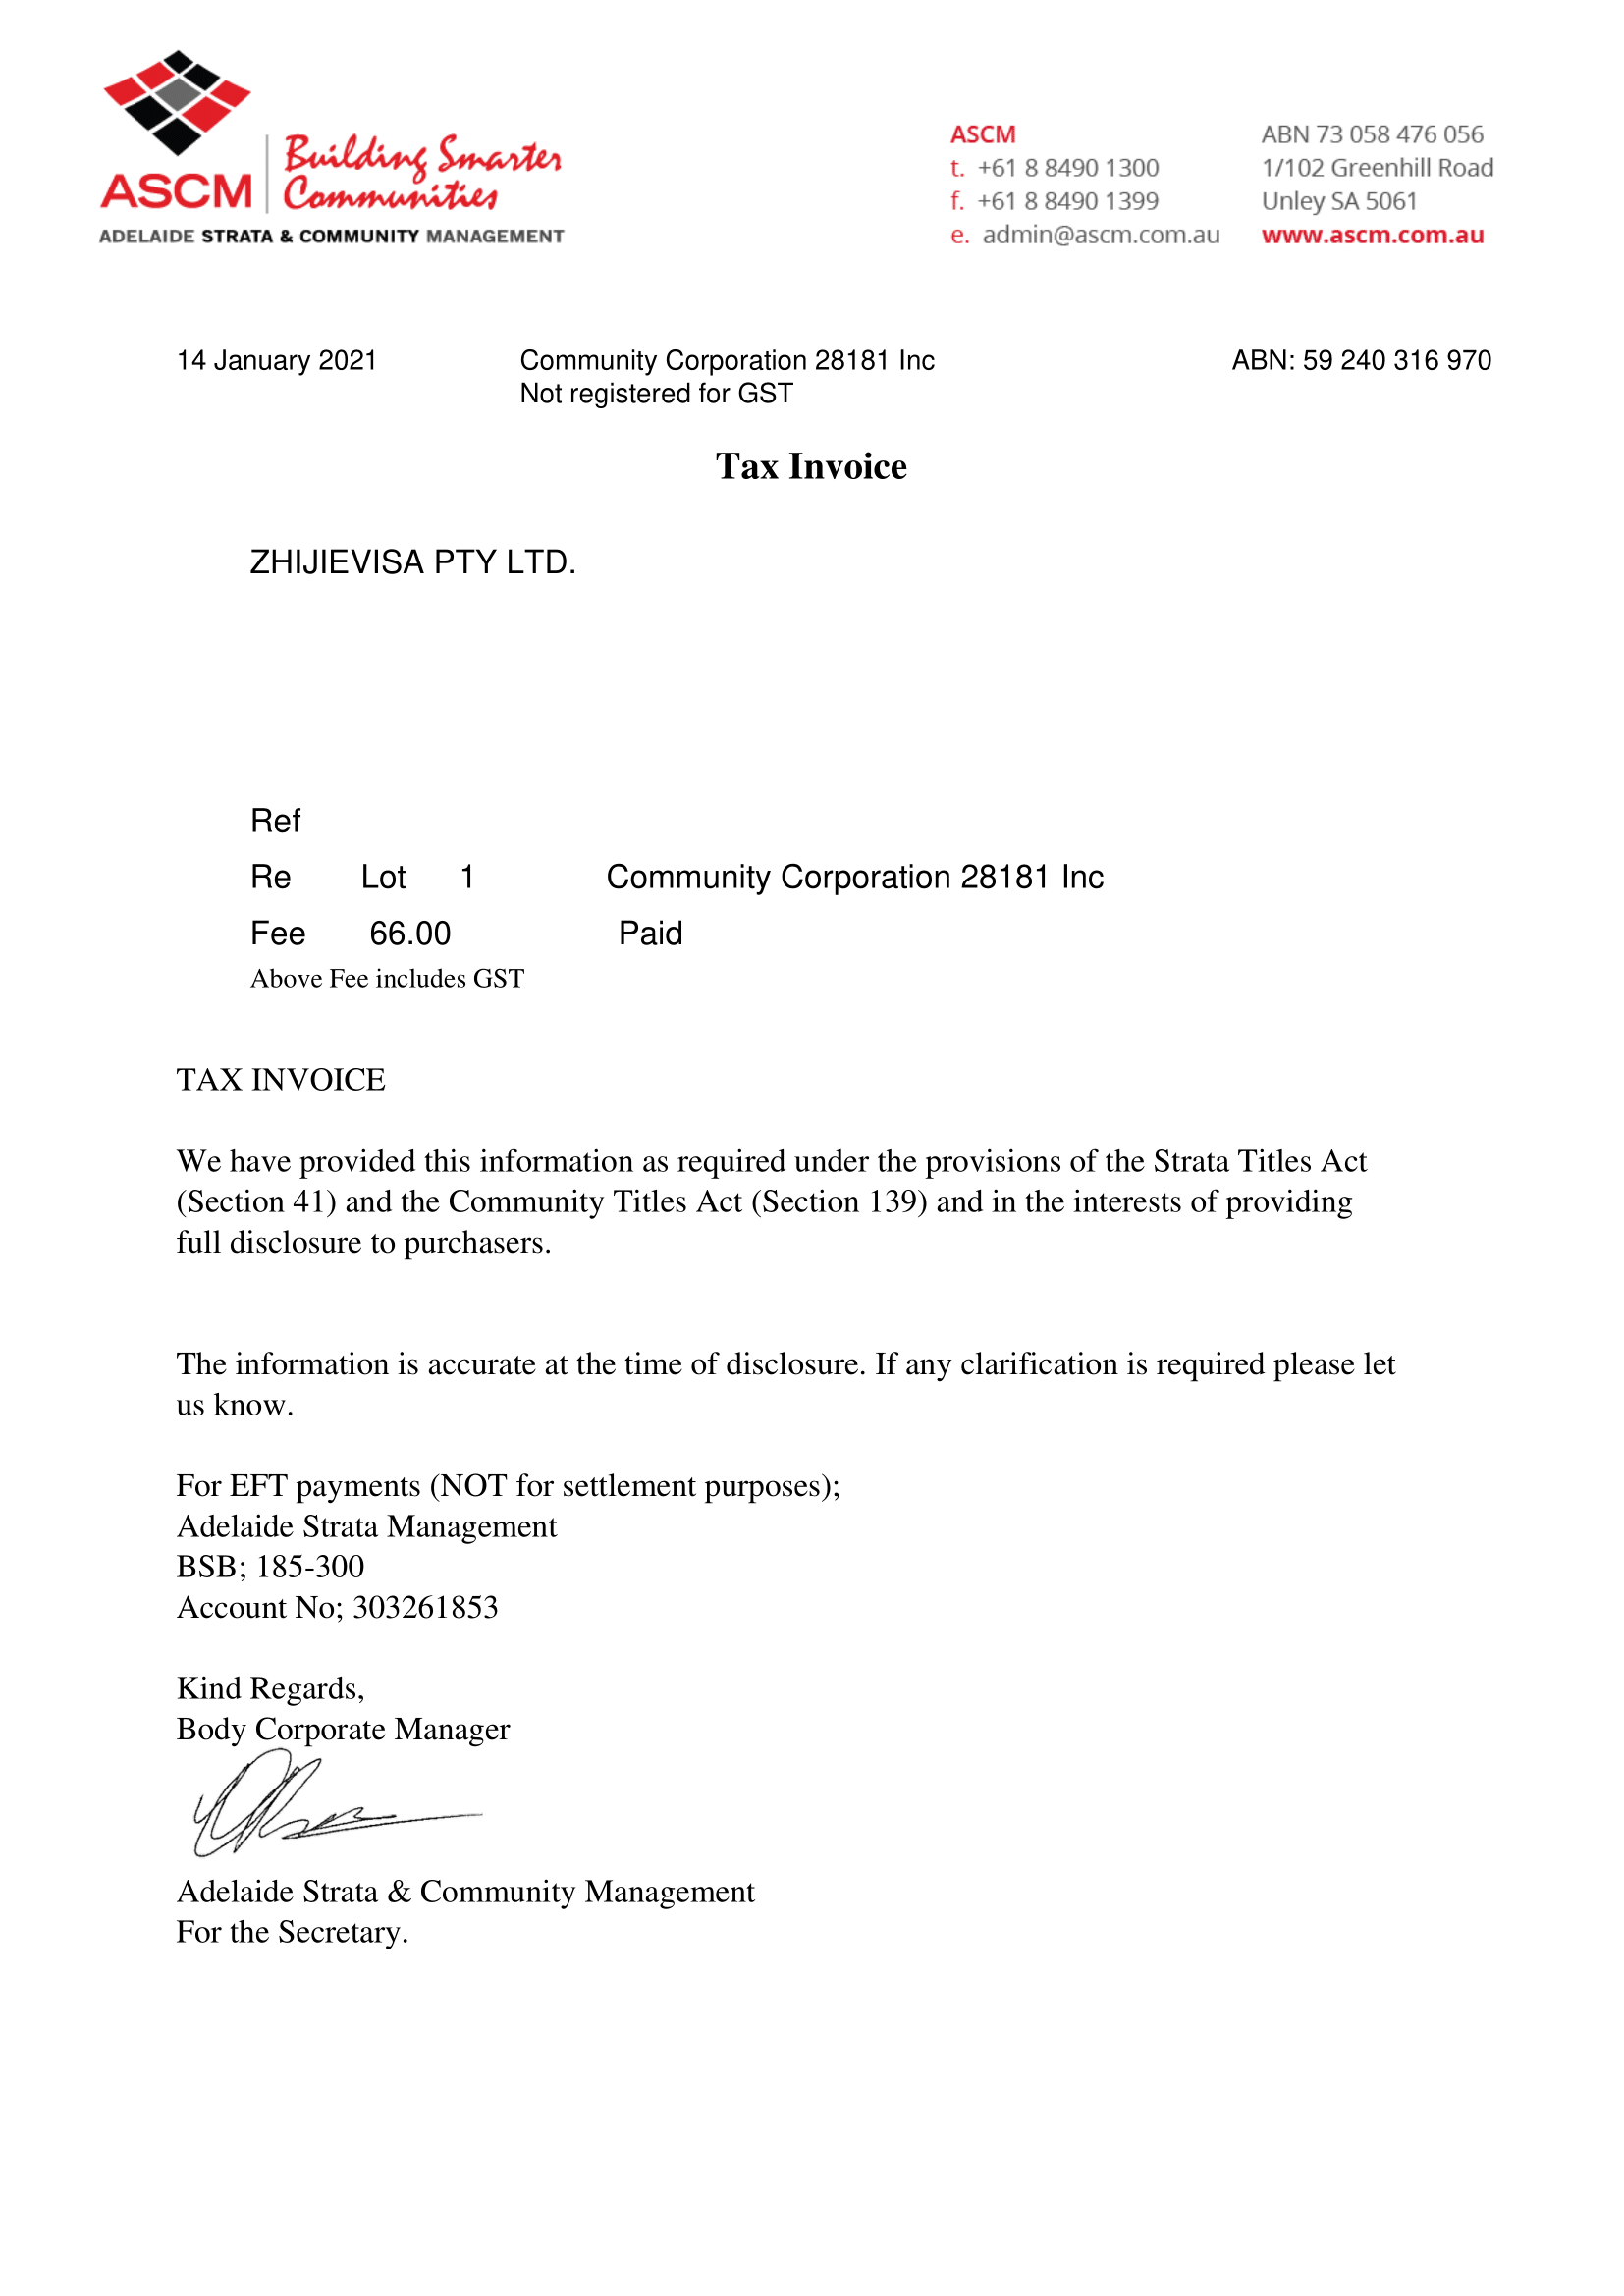 Building Smarter
Communities
ASCM
ADELAIDE STRATA & COMMUNITY MANAGEMENT
ASCM
t. +61 8 8490 1300
f. +61 8 8490 1399
e. admin@ascm.com.au
ABN 73 058 476 056
1/102 Greenhill Road
Unley SA 5061
www.ascm.com.au
14 January 2021 Community Corporation 28181 Inc ABN: 59 240 316 970
Not registered for GST
Tax Invoice
ZHIJIEVISA PTY LTD.
Ref
Re Lot 1 Community Corporation 28181 Inc
Fee 66.00 Paid
Above Fee includes GST
TAX INVOICE
We have provided this information as required under the provisions of the Strata Titles Act
(Section 41) and the Community Titles Act (Section 139) and in the interests of providing
full disclosure to purchasers.
The information is accurate at the time of disclosure. If any clarification is required please let
us know.
For EFT payments (NOT for settlement purposes);
Adelaide Strata Management
BSB; 185-300
Account No; 303261853
Kind Regards,
Body Corporate Manager
Adelaide Strata & Community Management
For the Secretary.